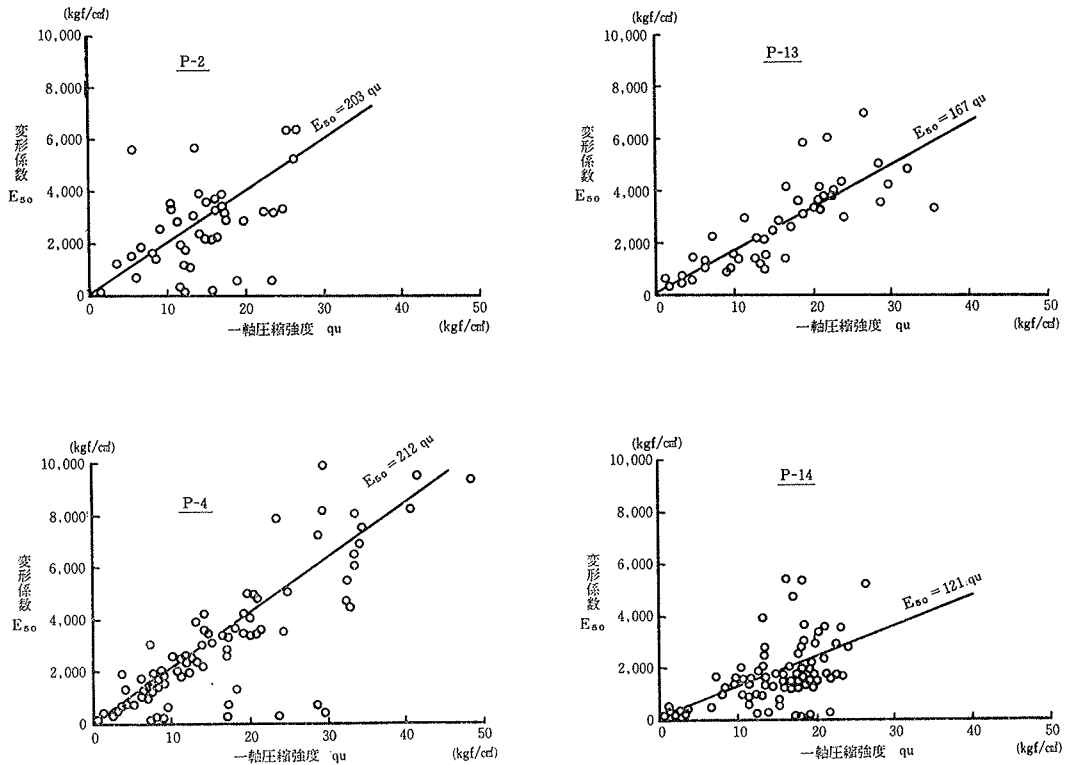 (kgf/c㎡)
10,000
8,000
6,000
4,000
2,000
0
変形係数
E₅₀
P-2
E₅₀=203 qu
0 10 20 30 40 50
一軸圧縮強度 qu (kgf/c㎡)
(kgf/c㎡)
10,000
8,000
6,000
4,000
2,000
0
変形係数
E₅₀
P-13
E₅₀=167 qu
0 10 20 30 40 50
一軸圧縮強度 qu (kgf/c㎡)
(kgf/c㎡)
10,000
8,000
6,000
4,000
2,000
0
変形係数
E₅₀
P-4
E₅₀=212 qu
0 10 20 30 40 50
一軸圧縮強度 qu (kgf/c㎡)
(kgf/c㎡)
10,000
8,000
6,000
4,000
2,000
0
変形係数
E₅₀
P-14
E₅₀=121.qu
0 10 20 30 40 50
一軸圧縮強度 qu (kgf/c㎡)